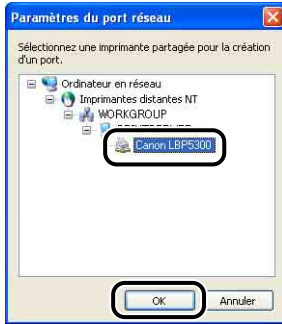 Paramètres du port réseau
Sélectionnez une imprimante partagée pour la création
d'un port.
Ordinateur en réseau
Imprimantes distantes NT
WORKGROUP
Canon LBP5300
OK
Annuler